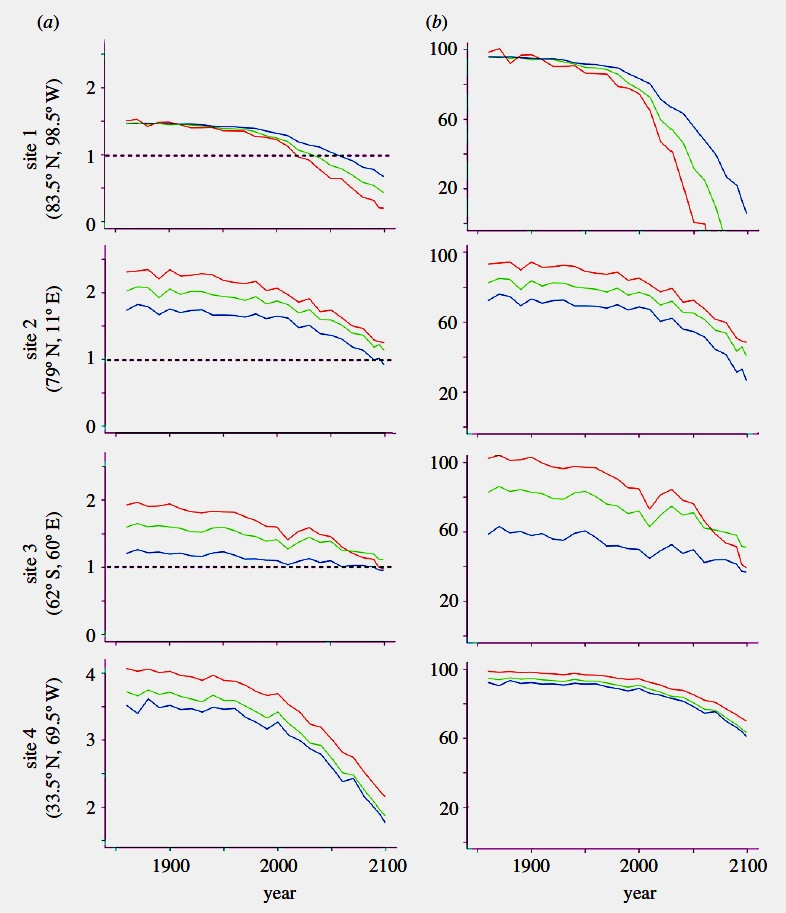 (a)
(b)
site 1
(83.5° N, 98.5° W)
2
1
0
100
60
20
site 2
(79° N, 11° E)
2
1
0
100
60
20
site 3
(62° S, 60° E)
2
1
0
100
60
20
site 4
(33.5° N, 69.5° W)
4
3
2
100
60
20
1900
2000
2100
1900
2000
2100
year
year